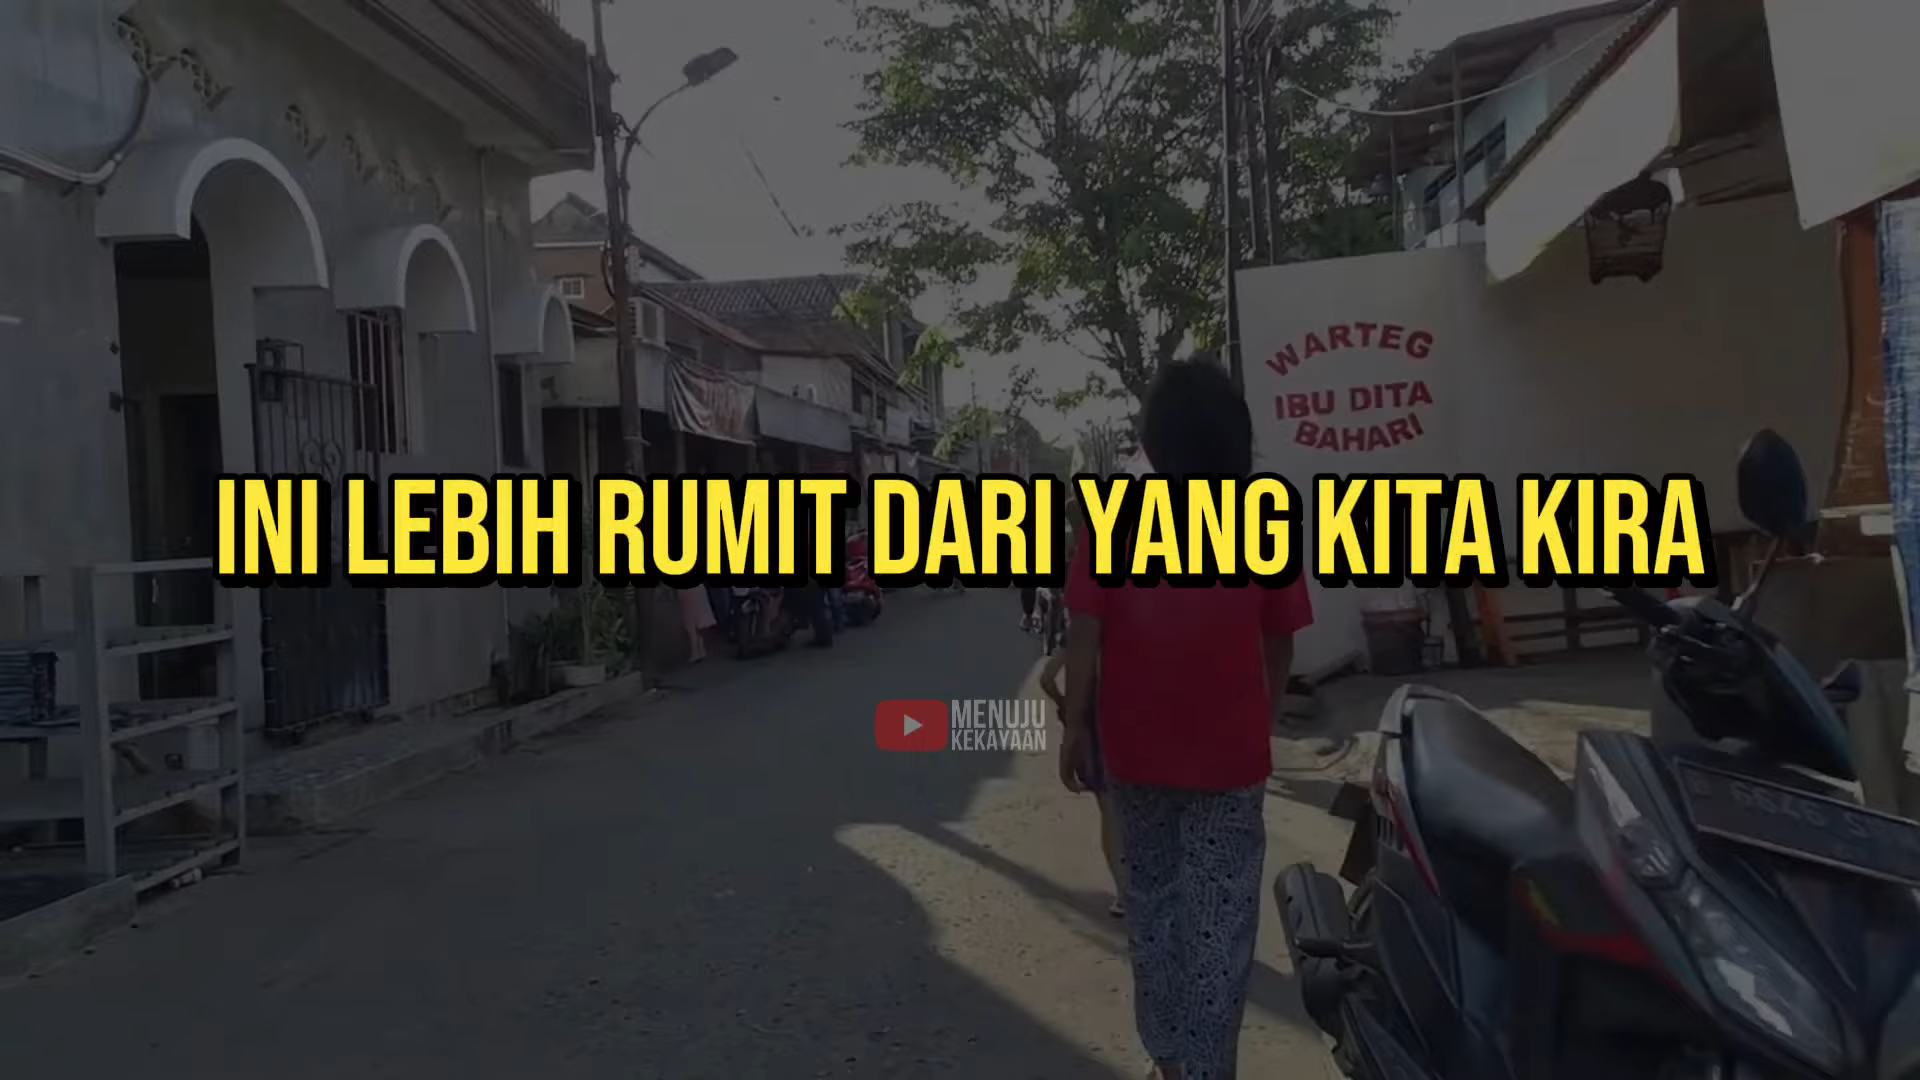 WARTEG
IBU DITA
BAHARI
INI LEBIH RUMIT DARI YANG KITA KIRA
MENUJU
KEKAYAAN